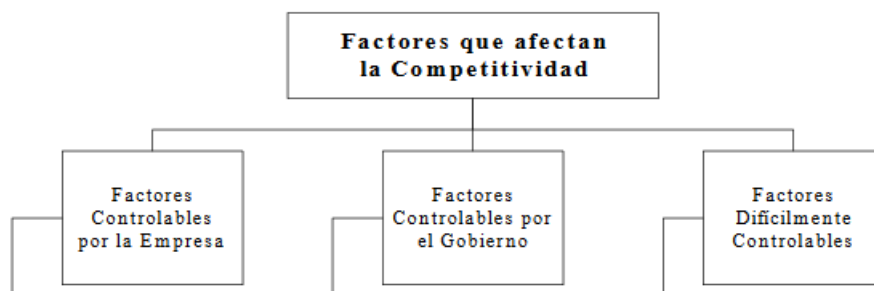 Factores que afectan
la Competitividad
Factores
Controlables
por la Empresa
Factores
Controlables por
el Gobierno
Factores
Difícilmente
Controlables